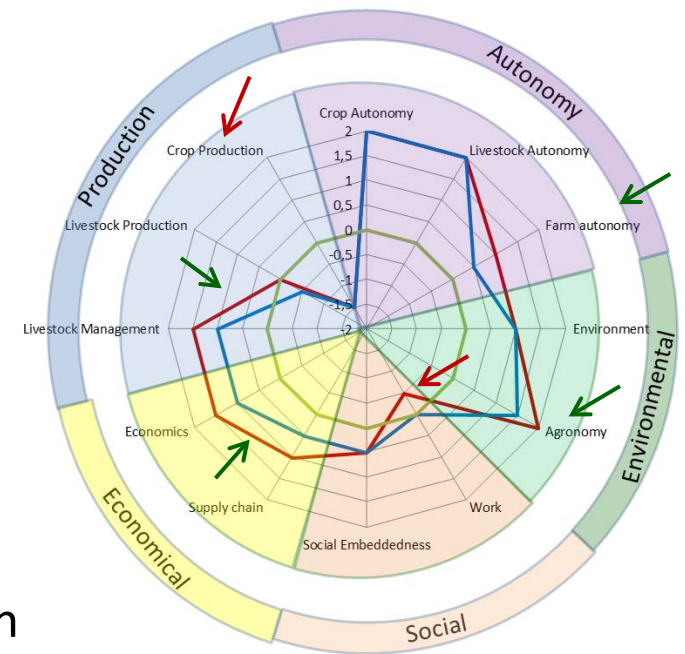 Autonomy
Production
Crop Autonomy
Crop Production
Livestock Autonomy
Livestock Production
Farm autonomy
Livestock Management
Environment
Economics
Agronomy
Supply chain
Work
Social Embeddedness
2
1,5
1
0,5
0
-0,5
-1
-1,5
-2
Environmental
Economical
Social
n